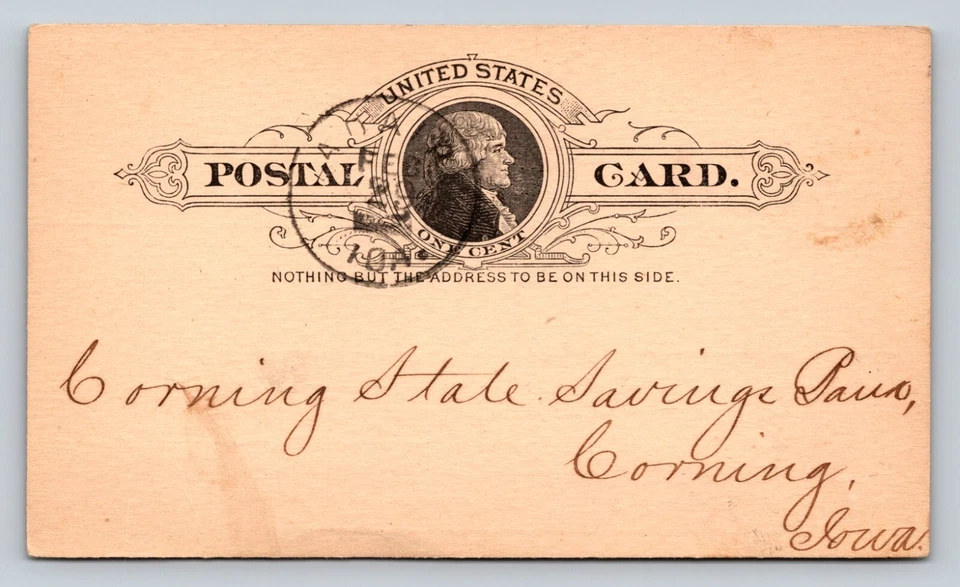 UNITED STATES
POSTAL CARD.
ONE CENT
NOTHING BUT THE ADDRESS TO BE ON THIS SIDE.
Corning State Savings Bank,
Corning,
Iowa.